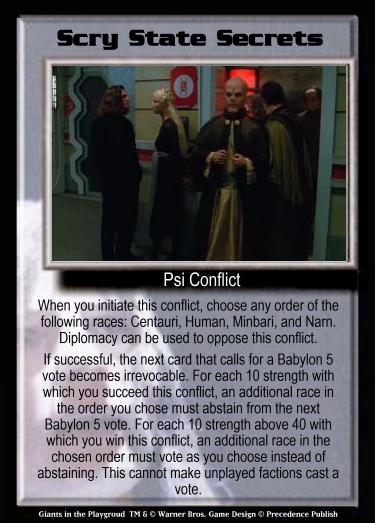 Scry State Secrets
Psi Conflict
When you initiate this conflict, choose any order of the
following races: Centauri, Human, Minbari, and Narn.
Diplomacy can be used to oppose this conflict.
If successful, the next card that calls for a Babylon 5
vote becomes irrevocable. For each 10 strength with
which you succeed this conflict, an additional race in
the order you chose must abstain from the next
Babylon 5 vote. For each 10 strength above 40 with
which you win this conflict, an additional race in the
chosen order must vote as you choose instead of
abstaining. This cannot make unplayed factions cast a
vote.
Giants in the Playgroud TM & © Warner Bros. Game Design © Precedence Publish